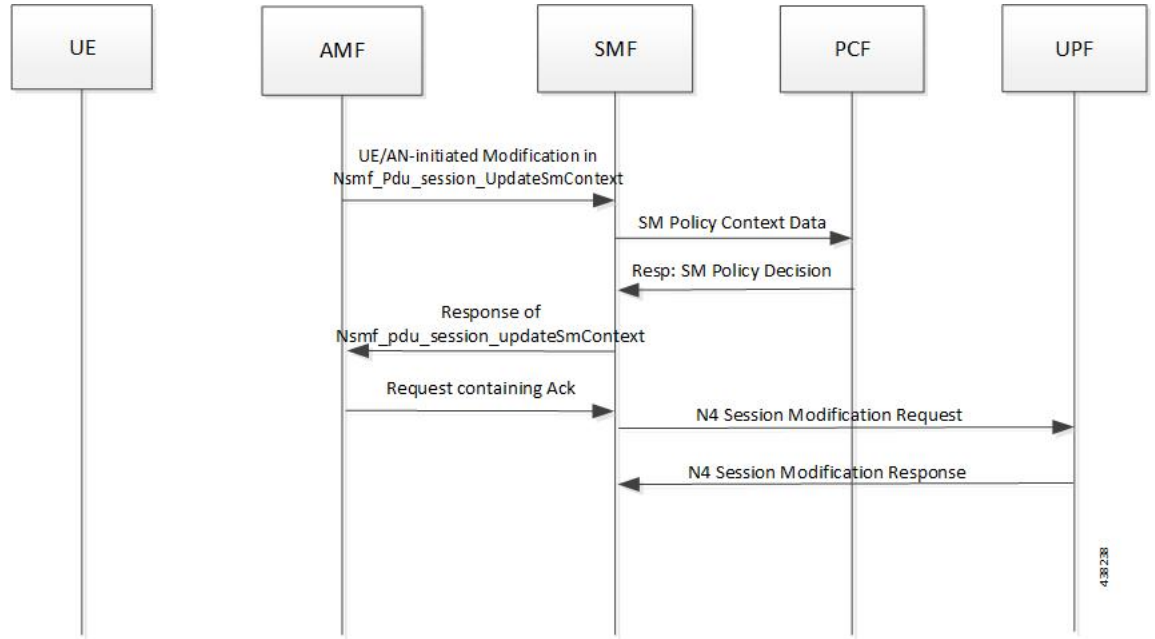 UE
AMF
SMF
PCF
UPF
UE/AN-initiated Modification in
Nsmf_Pdu_session_UpdateSmContext
SM Policy Context Data
Resp: SM Policy Decision
Response of
Nsmf_pdu_session_updateSmContext
Request containing Ack
N4 Session Modification Request
N4 Session Modification Response
438238